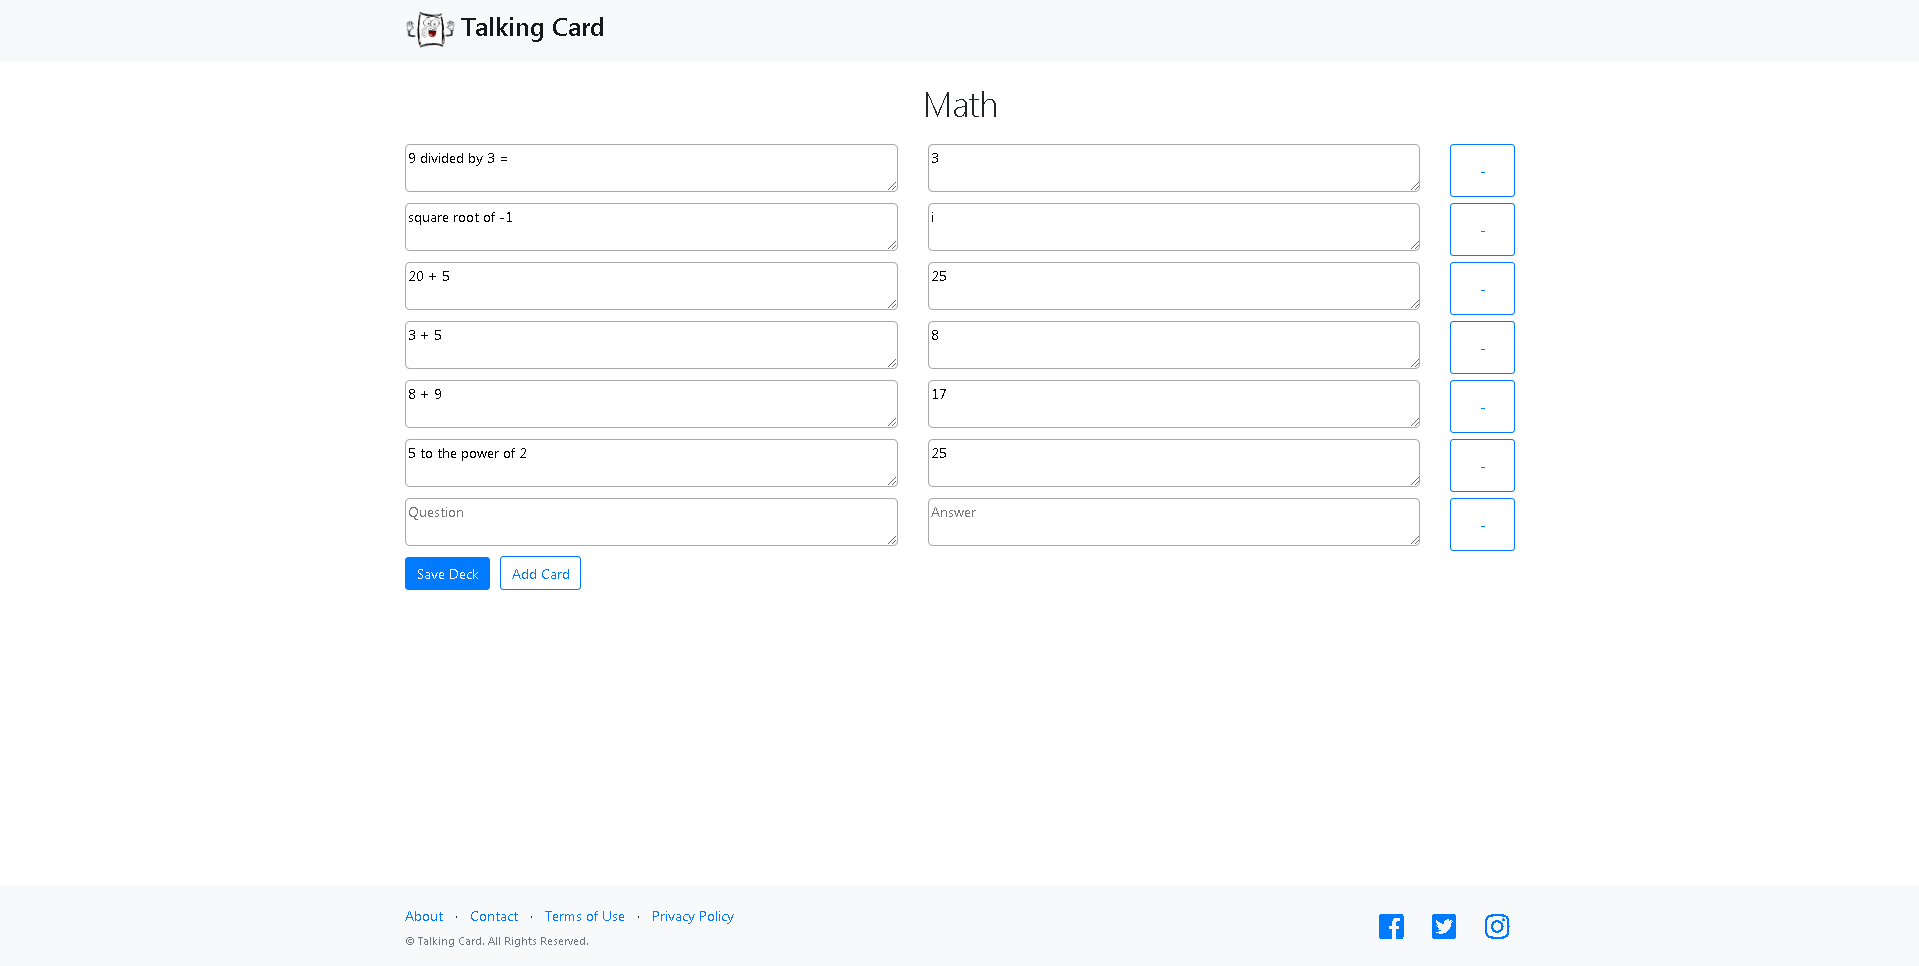 Talking Card
Math
9 divided by 3 =
3
-
square root of -1
i
-
20 + 5
25
-
3 + 5
8
-
8 + 9
17
-
5 to the power of 2
25
-
Question
Answer
-
Save Deck
Add Card
About · Contact · Terms of Use · Privacy Policy
© Talking Card. All Rights Reserved.